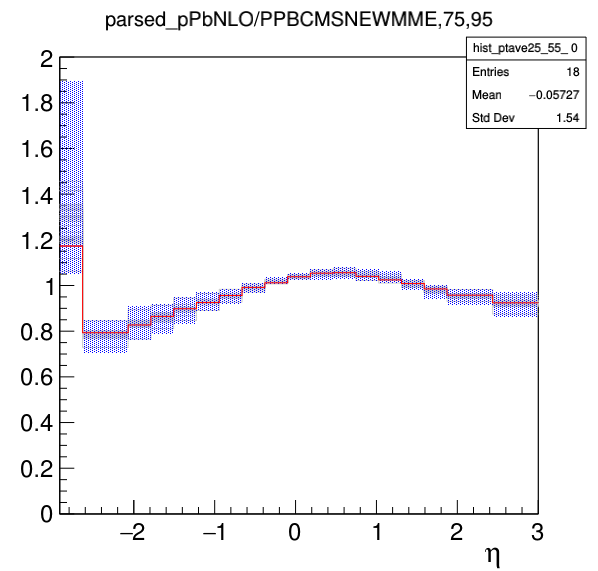 parsed_pPbNLO/PPBCMSNEWMME,75,95
hist_ptave25_55_ 0
Entries 18
Mean −0.05727
Std Dev 1.54
2
1.8
1.6
1.4
1.2
1
0.8
0.6
0.4
0.2
0
−2 −1 0 1 2 3
η